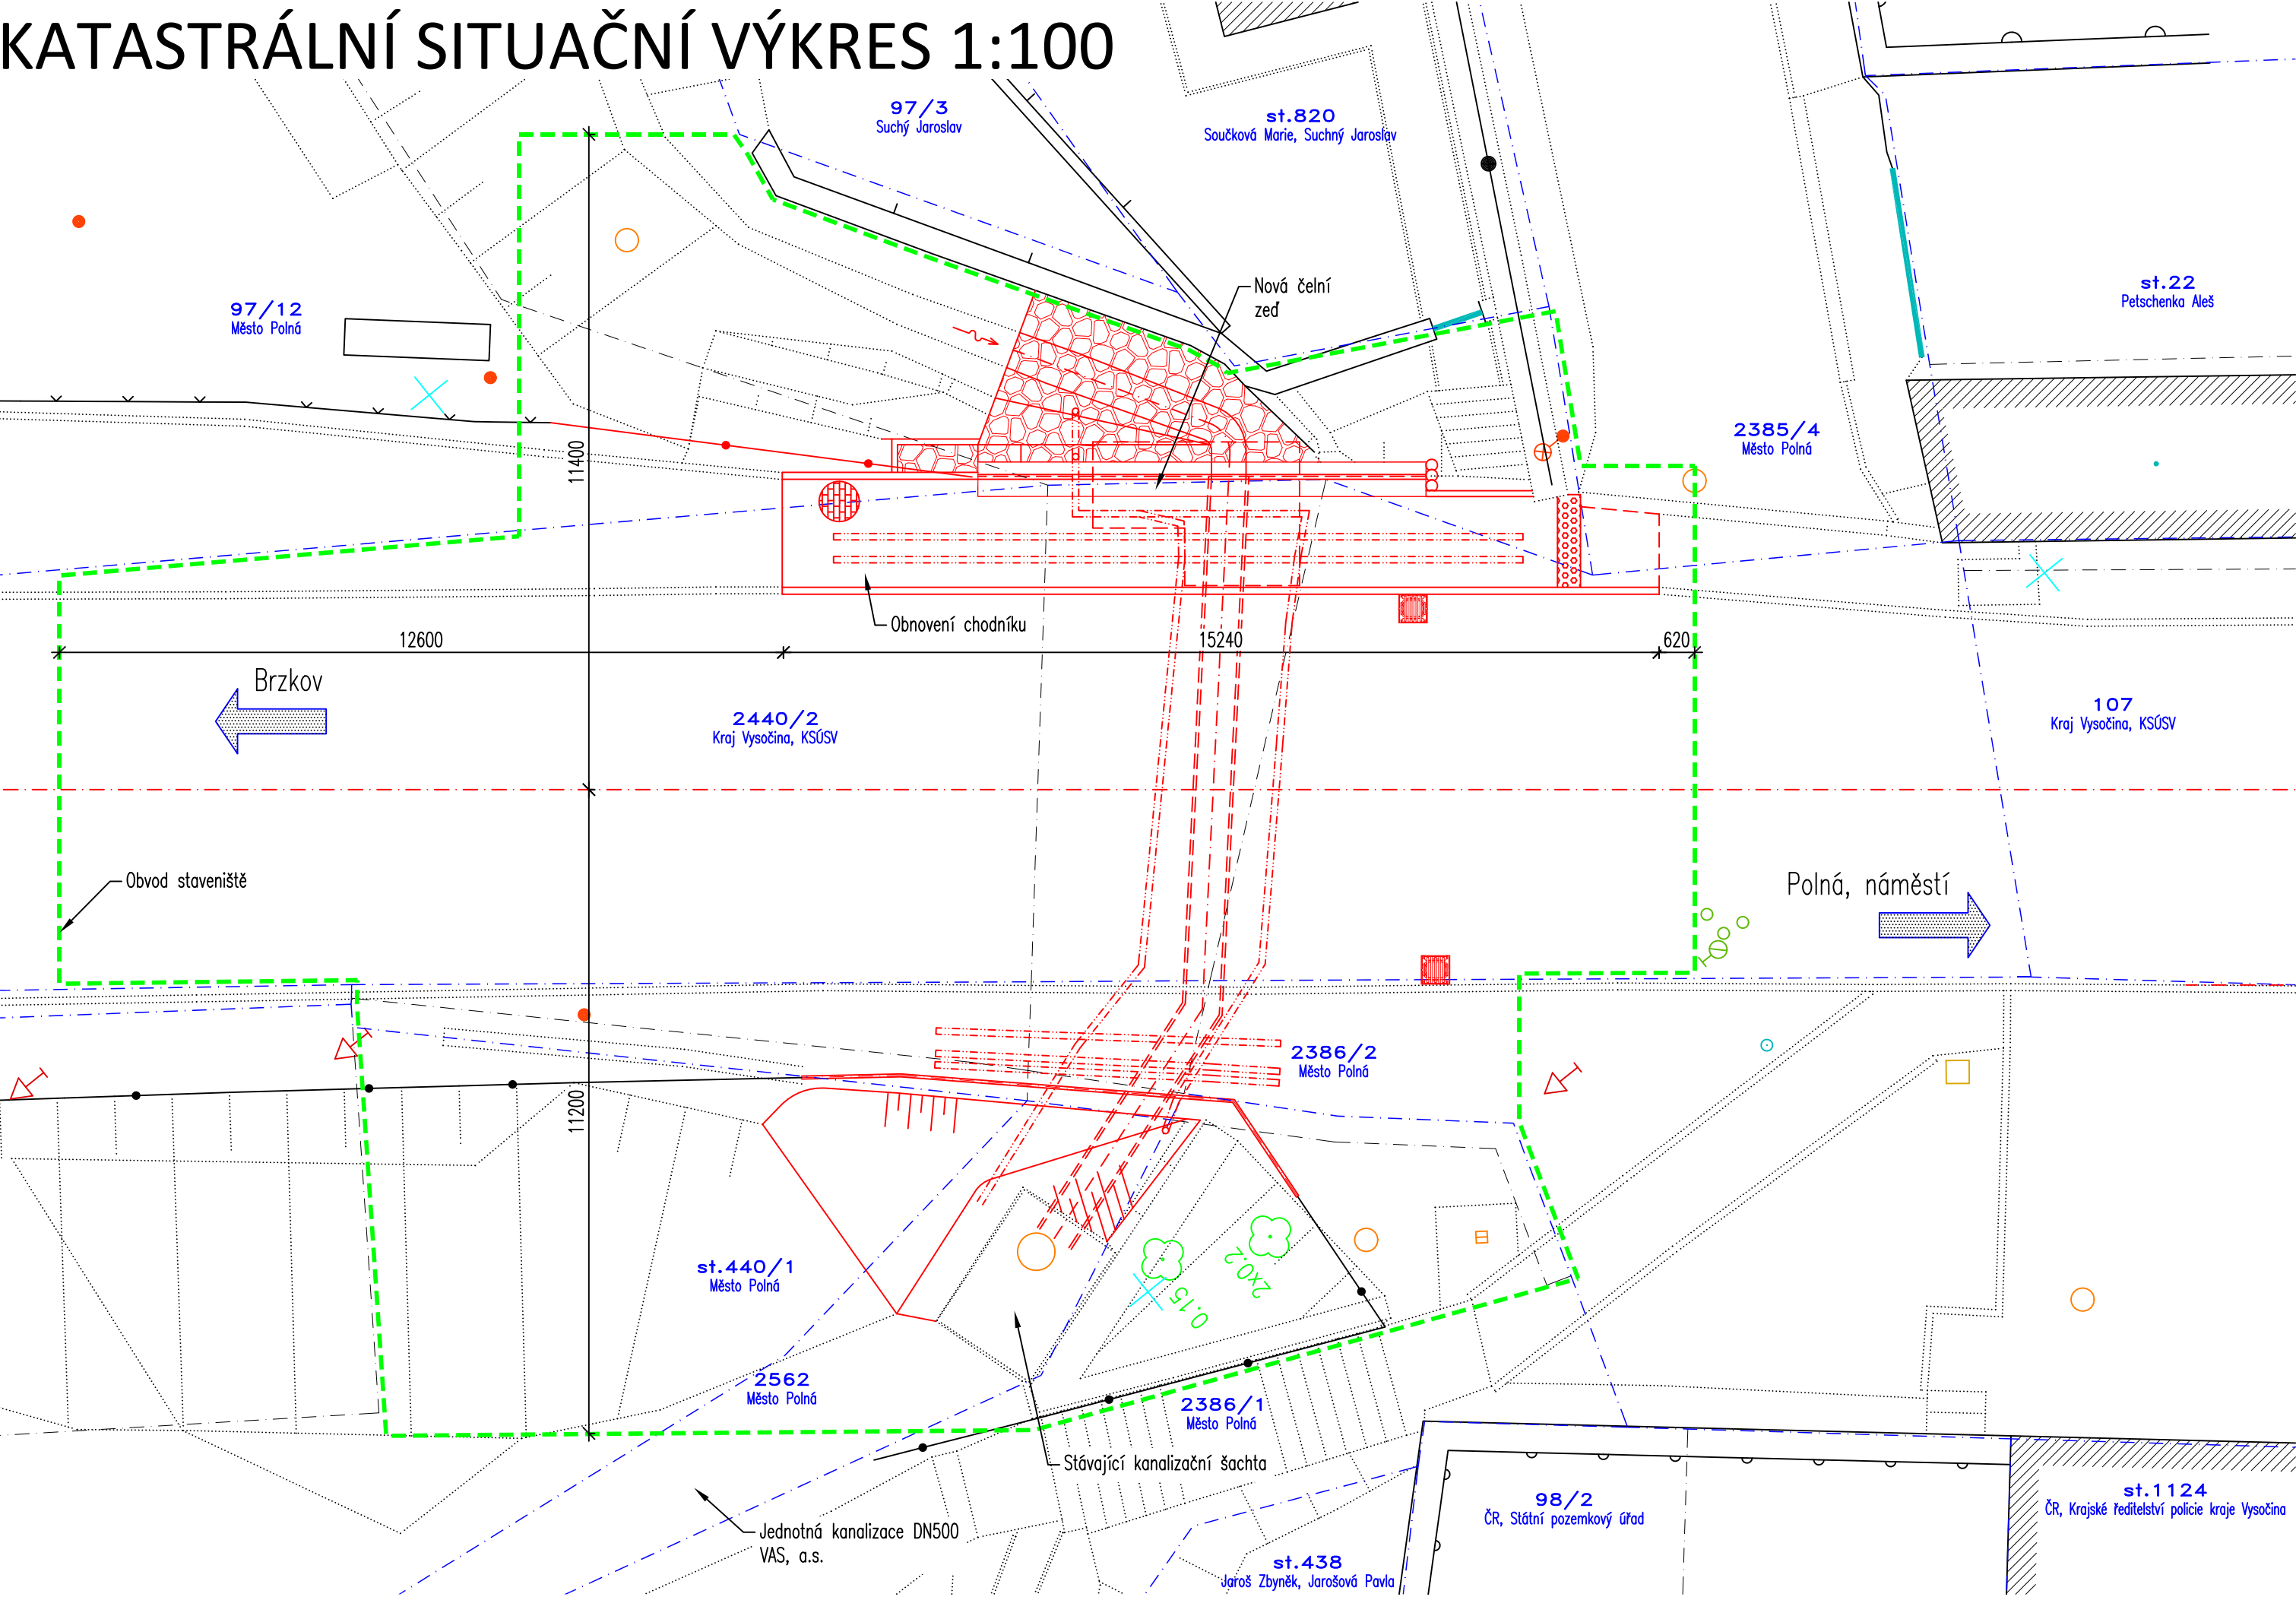 KATASTRÁLNÍ SITUAČNÍ VÝKRES 1:100
97/3
Suchý Jaroslav
st.820
Součková Marie, Suchný Jaroslav
97/12
Město Polná
Nová čelní
zeď
st.22
Petschenka Aleš
2385/4
Město Polná
11400
Obnovení chodníku
12600
15240
620
Brzkov
2440/2
Kraj Vysočina, KSÚSV
107
Kraj Vysočina, KSÚSV
Obvod staveniště
Polná, náměstí
2386/2
Město Polná
11200
st.440/1
Město Polná
0.15
2x0.2
2562
Město Polná
2386/1
Město Polná
Stávající kanalizační šachta
Jednotná kanalizace DN500
VAS, a.s.
98/2
ČR, Státní pozemkový úřad
st.1124
ČR, Krajské ředitelství policie kraje Vysočina
st.438
Jaroš Zbyněk, Jarošová Pavla